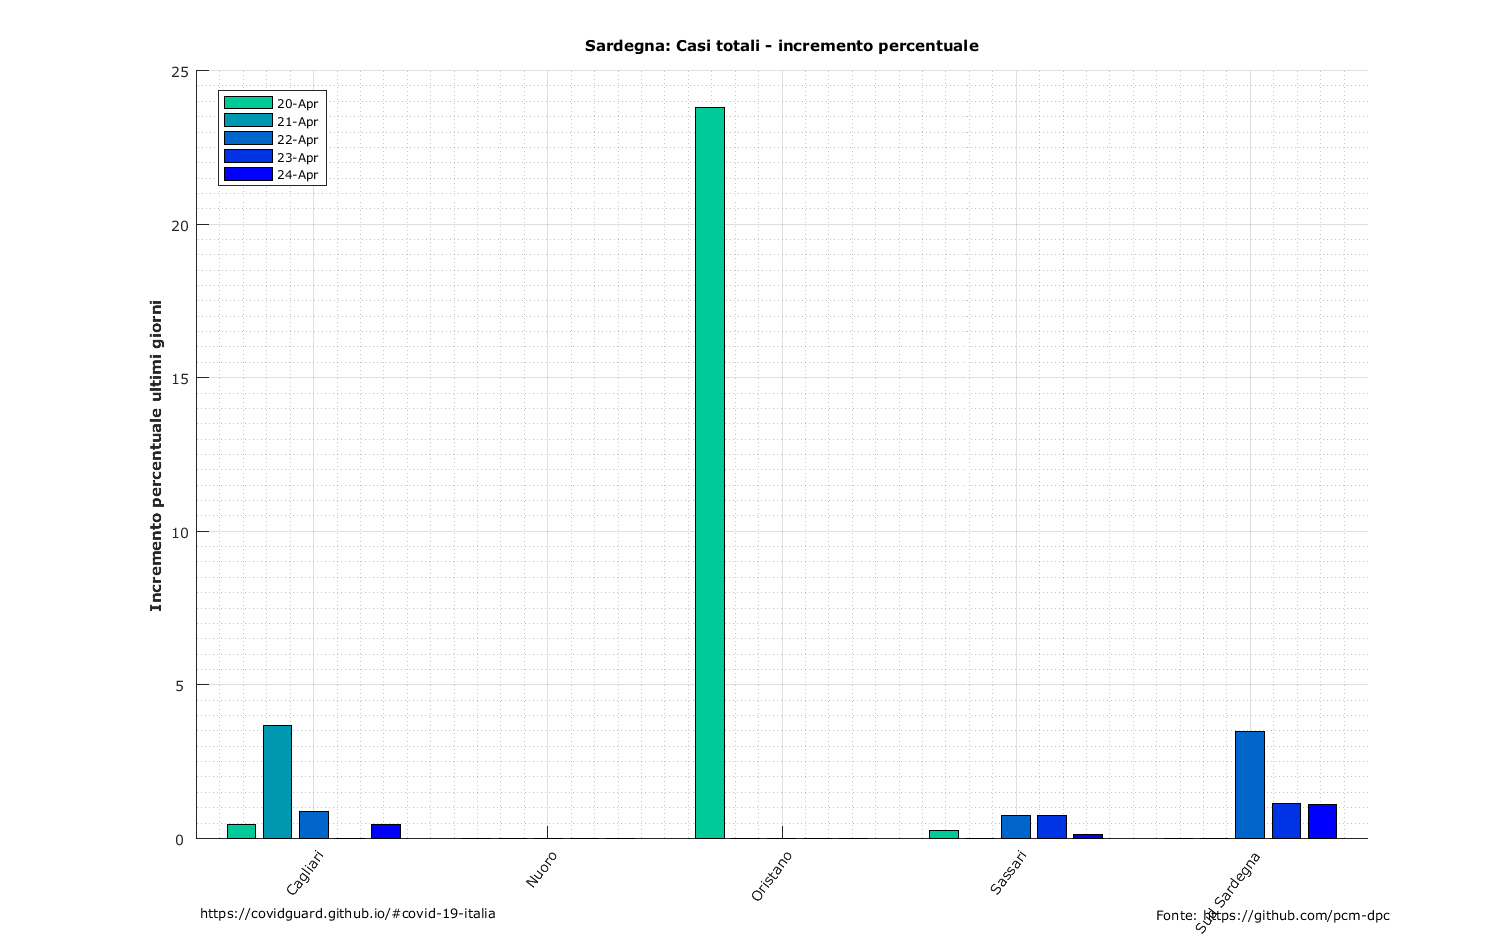 Sardegna: Casi totali - incremento percentuale
25
20
15
10
5
0
Incremento percentuale ultimi giorni
20-Apr
21-Apr
22-Apr
23-Apr
24-Apr
Cagliari
Nuoro
Oristano
Sassari
Sud Sardegna
https://covidguard.github.io/#covid-19-italia
Fonte: https://github.com/pcm-dpc